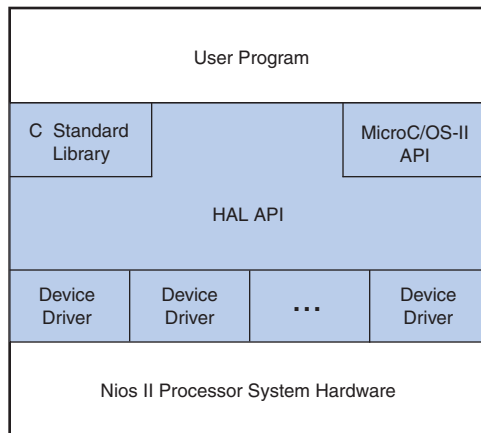 User Program
C Standard
Library
MicroC/OS-II
API
HAL API
Device
Driver
Device
Driver
...
Device
Driver
Nios II Processor System Hardware